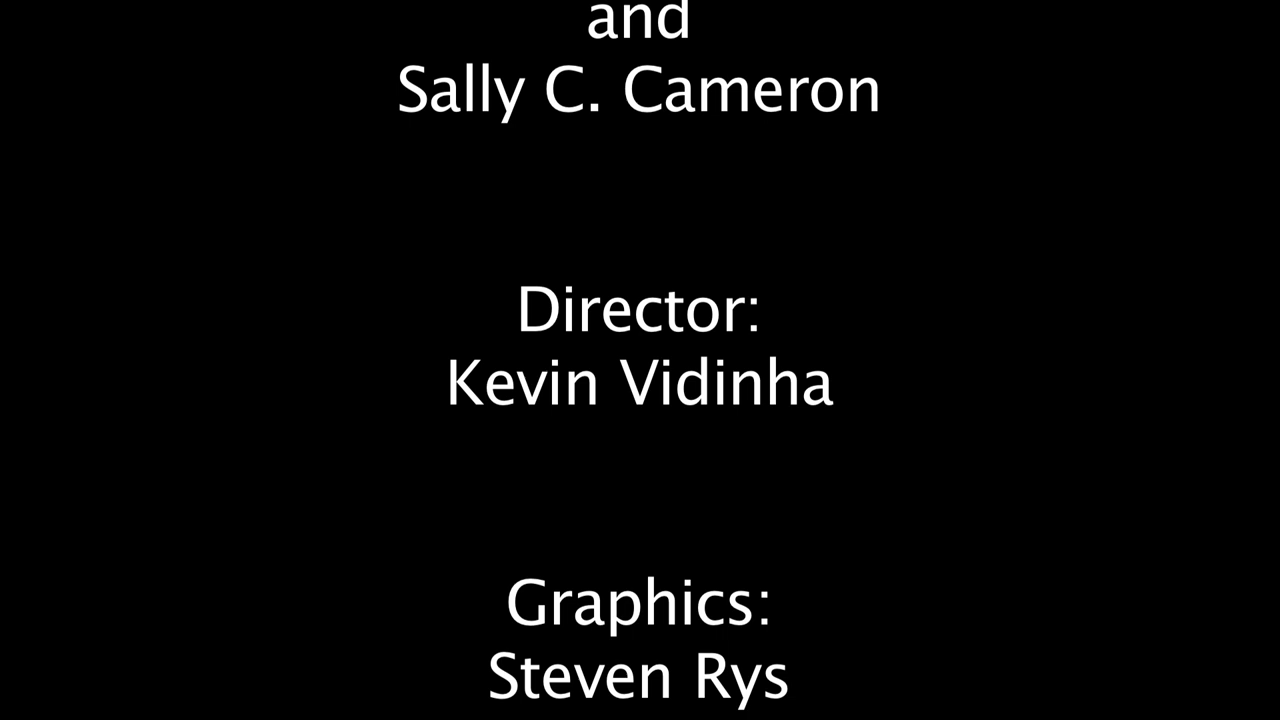 and
Sally C. Cameron
Director:
Kevin Vidinha
Graphics:
Steven Rys